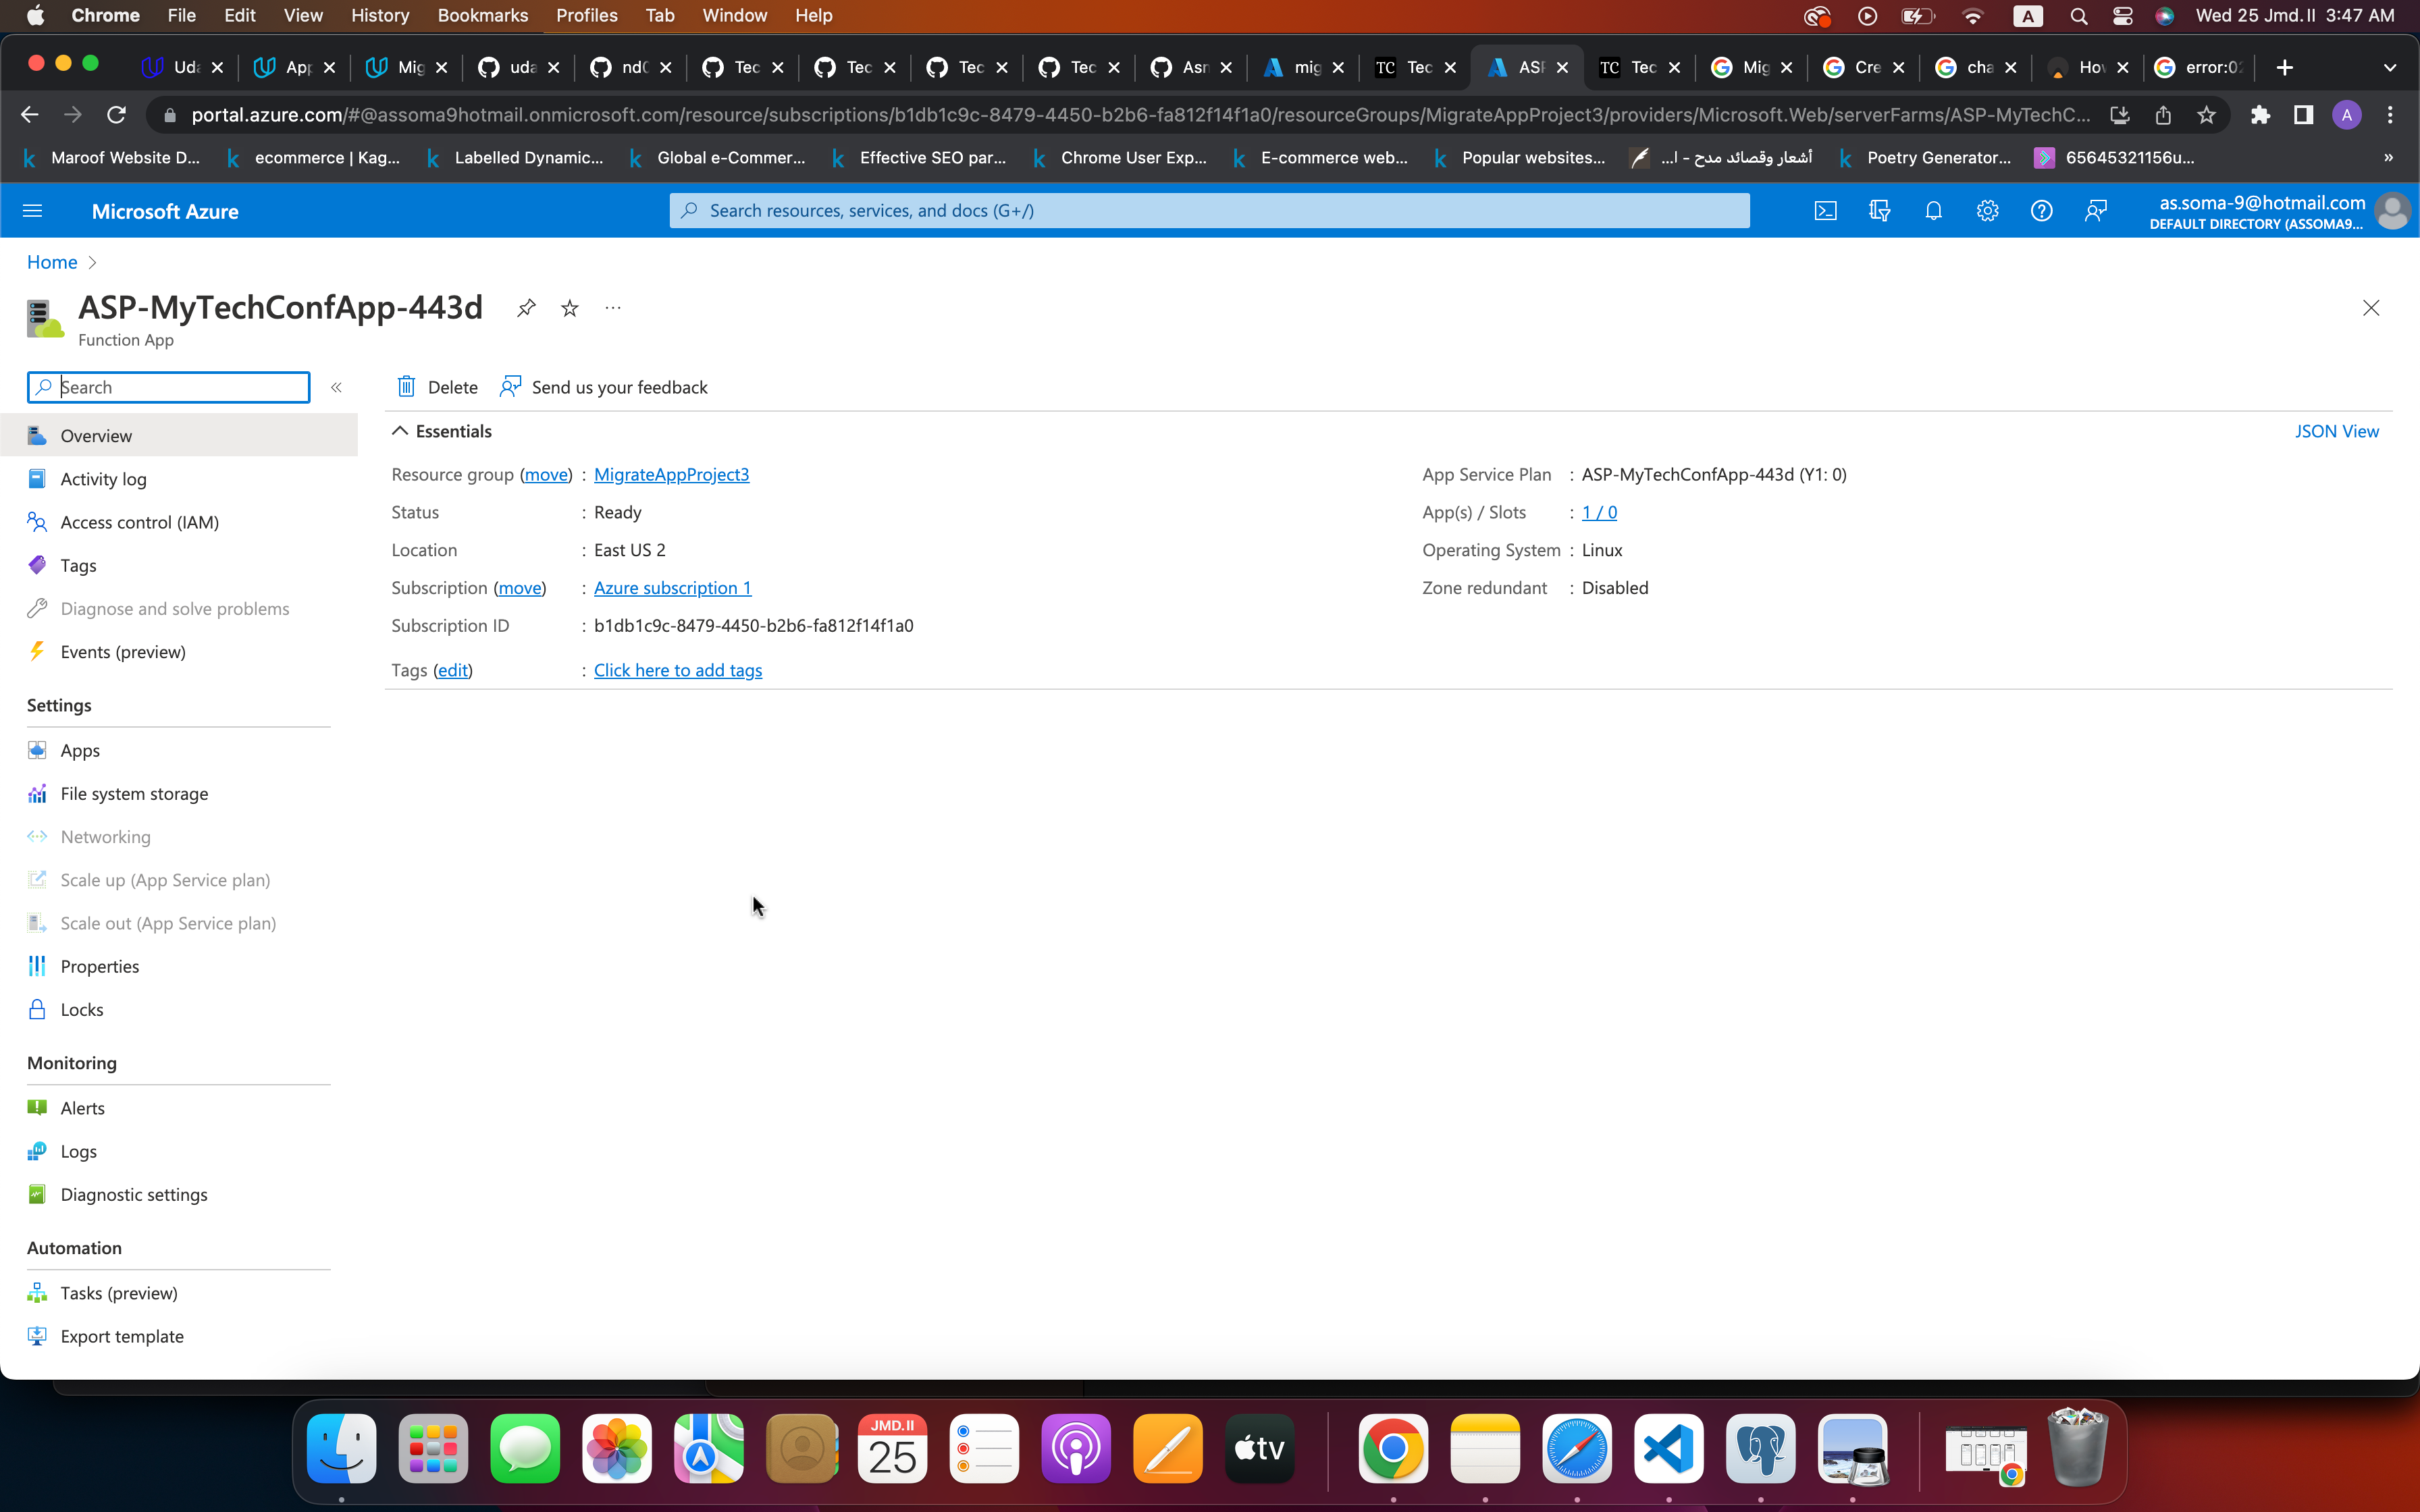 Chrome File Edit View History Bookmarks Profiles Tab Window Help A Wed 25 Jmd.II 3:47 AM
Uda App Mig uda nd0 Tec Tec Tec Tec Asn mig TC Tec ASP TC Tec Mig Cre cha How error:02
portal.azure.com/#@assoma9hotmail.onmicrosoft.com/resource/subscriptions/b1db1c9c-8479-4450-b2b6-fa812f14f1a0/resourceGroups/MigrateAppProject3/providers/Microsoft.Web/serverFarms/ASP-MyTechC... A
Maroof Website D... ecommerce | Kag... Labelled Dynamic... Global e-Commer... Effective SEO par... Chrome User Exp... E-commerce web... Popular websites... أشعار وقصائد مدح - ا... Poetry Generator... 65645321156u... »
Microsoft Azure Search resources, services, and docs (G+/) as.soma-9@hotmail.com
DEFAULT DIRECTORY (ASSOMA9...
Home >
ASP-MyTechConfApp-443d ...
Function App
Search «
Delete Send us your feedback
Overview
Activity log
Access control (IAM)
Tags
Diagnose and solve problems
Events (preview)
Settings
Apps
File system storage
Networking
Scale up (App Service plan)
Scale out (App Service plan)
Properties
Locks
Monitoring
Alerts
Logs
Diagnostic settings
Automation
Tasks (preview)
Export template
Essentials JSON View
Resource group (move) : MigrateAppProject3
Status : Ready
Location : East US 2
Subscription (move) : Azure subscription 1
Subscription ID : b1db1c9c-8479-4450-b2b6-fa812f14f1a0
Tags (edit) : Click here to add tags
App Service Plan : ASP-MyTechConfApp-443d (Y1: 0)
App(s) / Slots : 1 / 0
Operating System : Linux
Zone redundant : Disabled
JMD.II
25
tv